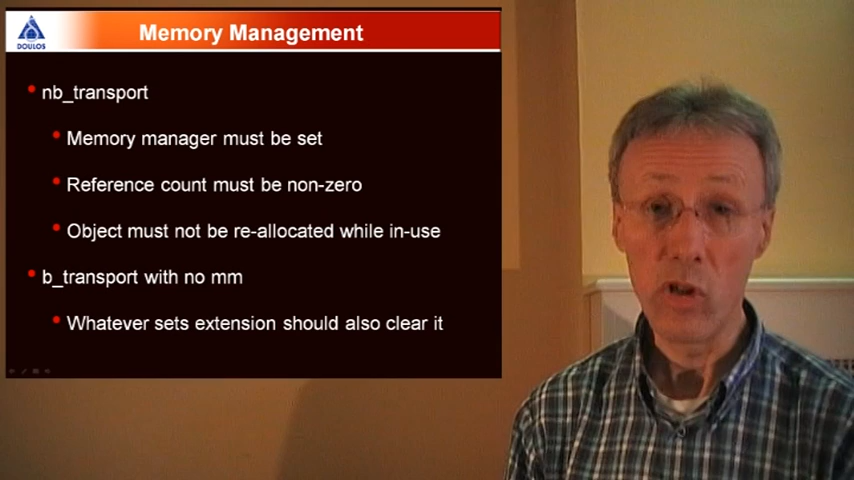 DOULOS
Memory Management
nb_transport
Memory manager must be set
Reference count must be non-zero
Object must not be re-allocated while in-use
b_transport with no mm
Whatever sets extension should also clear it